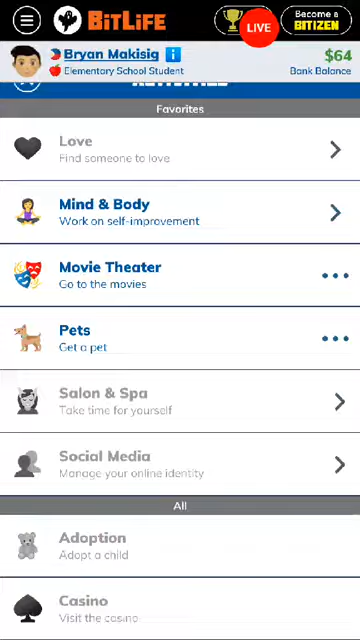 BITLIFE
LIVE
Become a
BITIZEN
Bryan Makisig
$64
Elementary School Student
Bank Balance
ACTIVITIES
Favorites
Love
Find someone to love
Mind & Body
Work on self-improvement
Movie Theater
Go to the movies
Pets
Get a pet
Salon & Spa
Take time for yourself
Social Media
Manage your online identity
All
Adoption
Adopt a child
Casino
Visit the casino